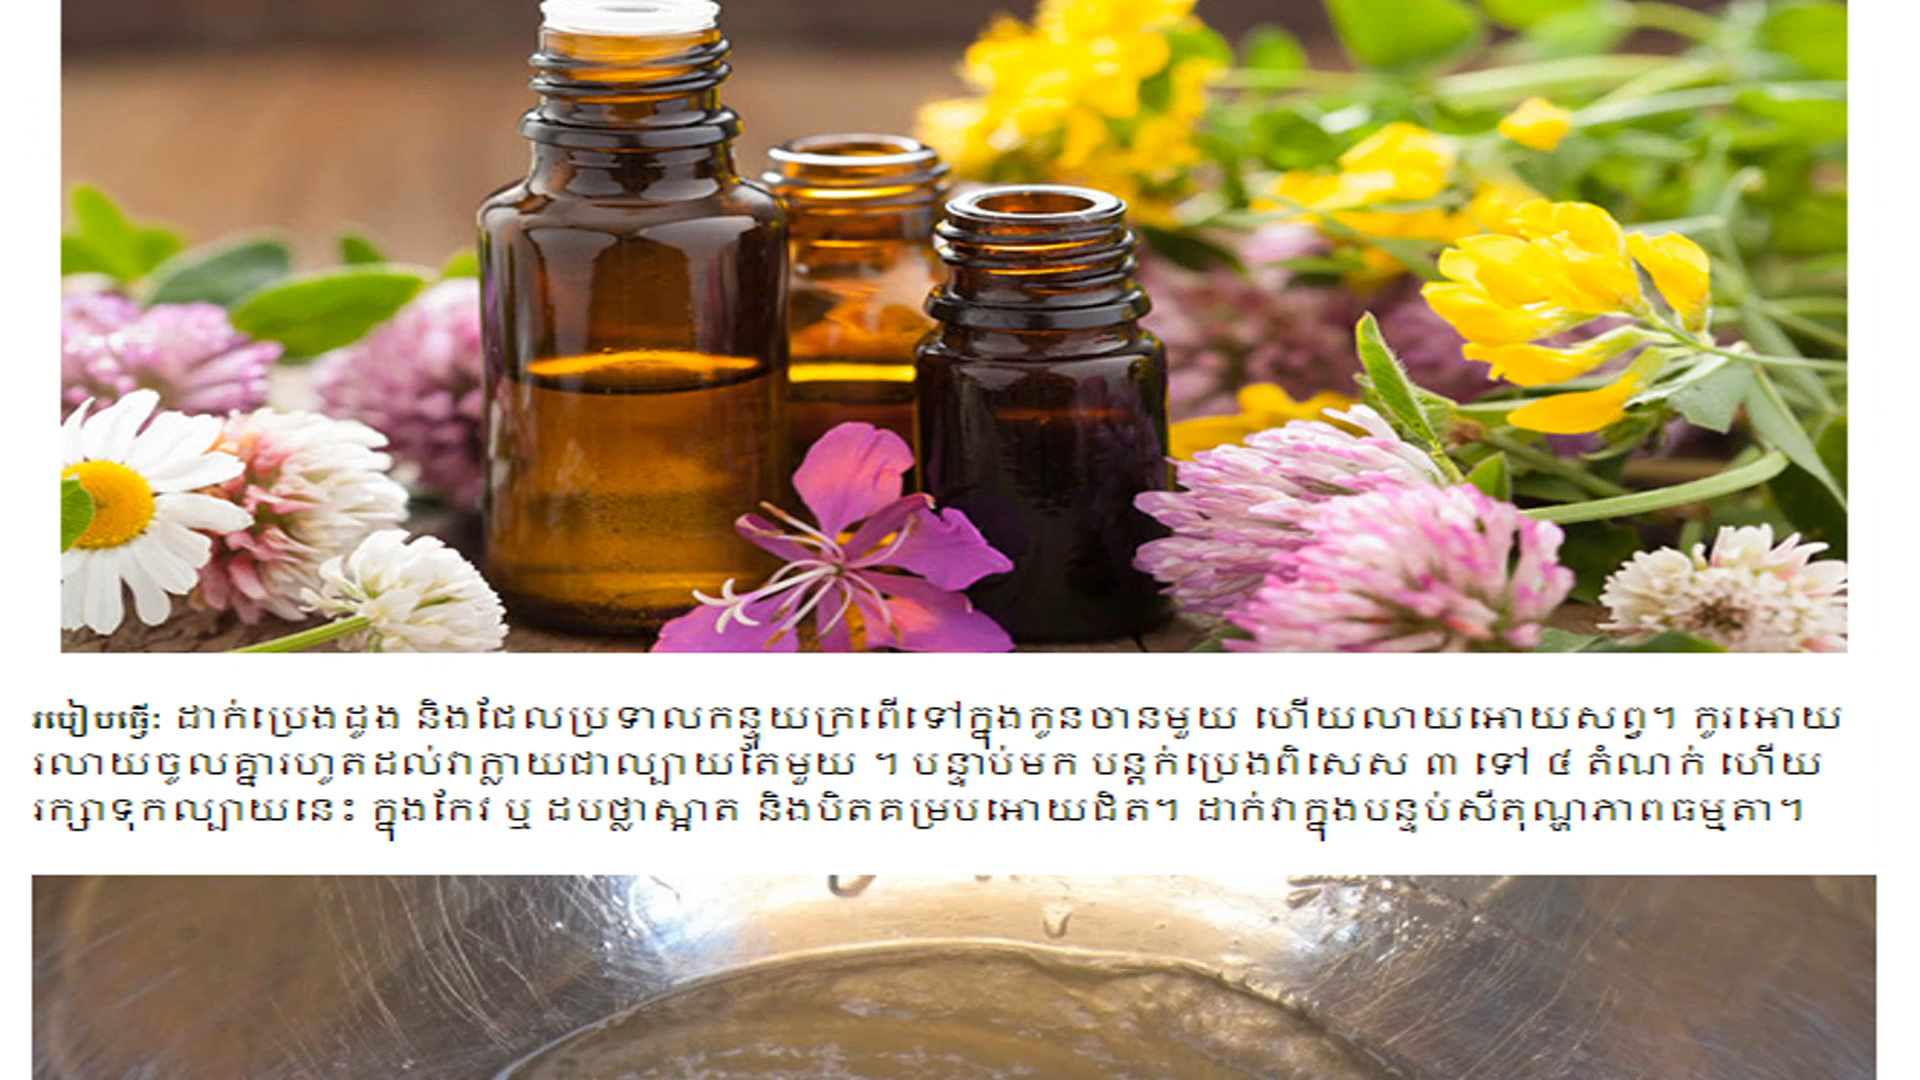 របៀបធ្វើ: ដាក់ប្រេងដូង និងជែលប្រទាលកន្ទុយក្រពើទៅក្នុងកូនចានមួយ ហើយលាយអោយសព្វ។ កូរអោយ
រលាយចូលគ្នារហូតដល់វាក្លាយជាល្បាយតែមួយ ។ បន្ទាប់មក បន្តក់ប្រេងពិសេស ៣ ទៅ ៤ តំណក់ ហើយ
រក្សាទុកល្បាយនេះ ក្នុងកែវ ឬ ដបថ្លាស្អាត និងបិតគម្របអោយជិត។ ដាក់វាក្នុងបន្ទប់សីតុណ្ហភាពធម្មតា។